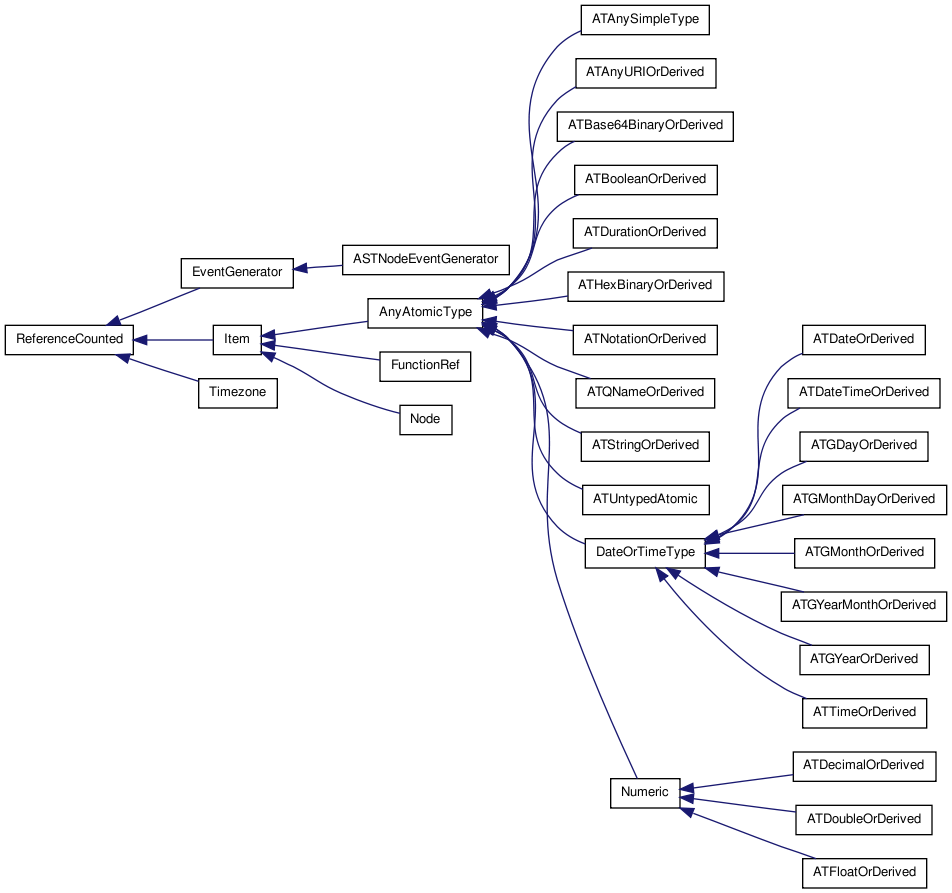 ATAnySimpleType
ATAnyURIOrDerived
ATBase64BinaryOrDerived
ATBooleanOrDerived
ATDurationOrDerived
ASTNodeEventGenerator
EventGenerator
ATHexBinaryOrDerived
AnyAtomicType
ReferenceCounted
Item
ATNotationOrDerived
ATDateOrDerived
FunctionRef
Timezone
ATQNameOrDerived
ATDateTimeOrDerived
Node
ATStringOrDerived
ATGDayOrDerived
ATUntypedAtomic
ATGMonthDayOrDerived
DateOrTimeType
ATGMonthOrDerived
ATGYearMonthOrDerived
ATGYearOrDerived
ATTimeOrDerived
ATDecimalOrDerived
Numeric
ATDoubleOrDerived
ATFloatOrDerived